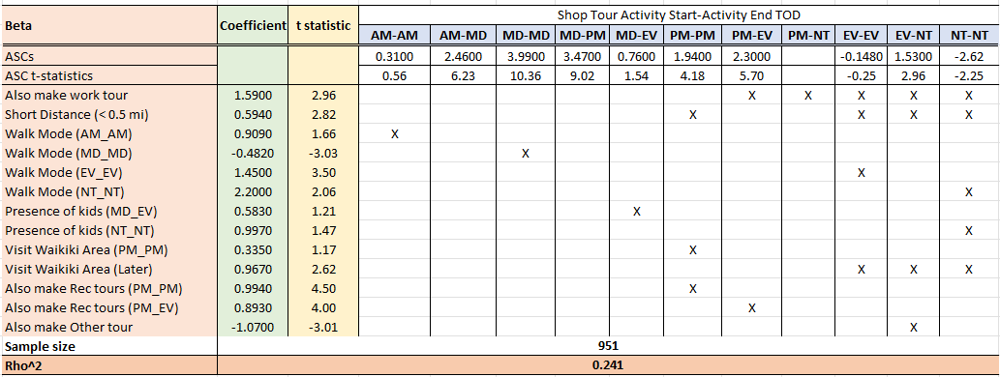 Beta Coefficient t statistic Shop Tour Activity Start-Activity End TOD
AM-AM AM-MD MD-MD MD-PM MD-EV PM-PM PM-EV PM-NT EV-EV EV-NT NT-NT
ASCs 0.3100 2.4600 3.9900 3.4700 0.7600 1.9400 2.3000 -0.1480 1.5300 -2.62
ASC t-statistics 0.56 6.23 10.36 9.02 1.54 4.18 5.70 -0.25 2.96 -2.25
Also make work tour 1.5900 2.96 X X X X X
Short Distance (< 0.5 mi) 0.5940 2.82 X X X X
Walk Mode (AM_AM) 0.9090 1.66 X
Walk Mode (MD_MD) -0.4820 -3.03 X
Walk Mode (EV_EV) 1.4500 3.50 X
Walk Mode (NT_NT) 2.2000 2.06 X
Presence of kids (MD_EV) 0.5830 1.21 X
Presence of kids (NT_NT) 0.9970 1.47 X
Visit Waikiki Area (PM_PM) 0.3350 1.17 X
Visit Waikiki Area (Later) 0.9670 2.62 X X X
Also make Rec tours (PM_PM) 0.9940 4.50 X
Also make Rec tours (PM_EV) 0.8930 4.00 X
Also make Other tour -1.0700 -3.01 X
Sample size 951
Rho^2 0.241